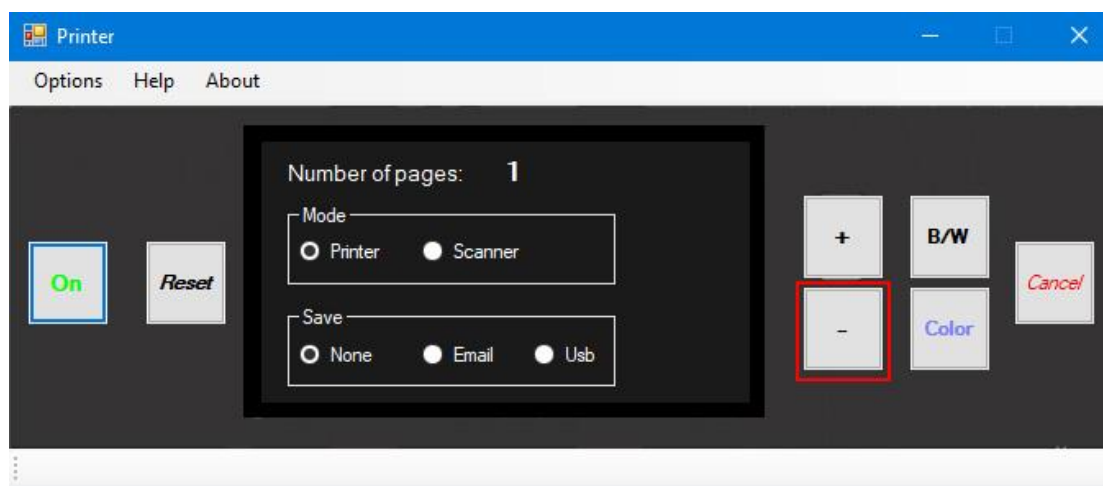 Printer
Options Help About
Number of pages: 1
Mode
Printer Scanner
Save
None Email Usb
On
Reset
+
B/W
-
Color
Cancel